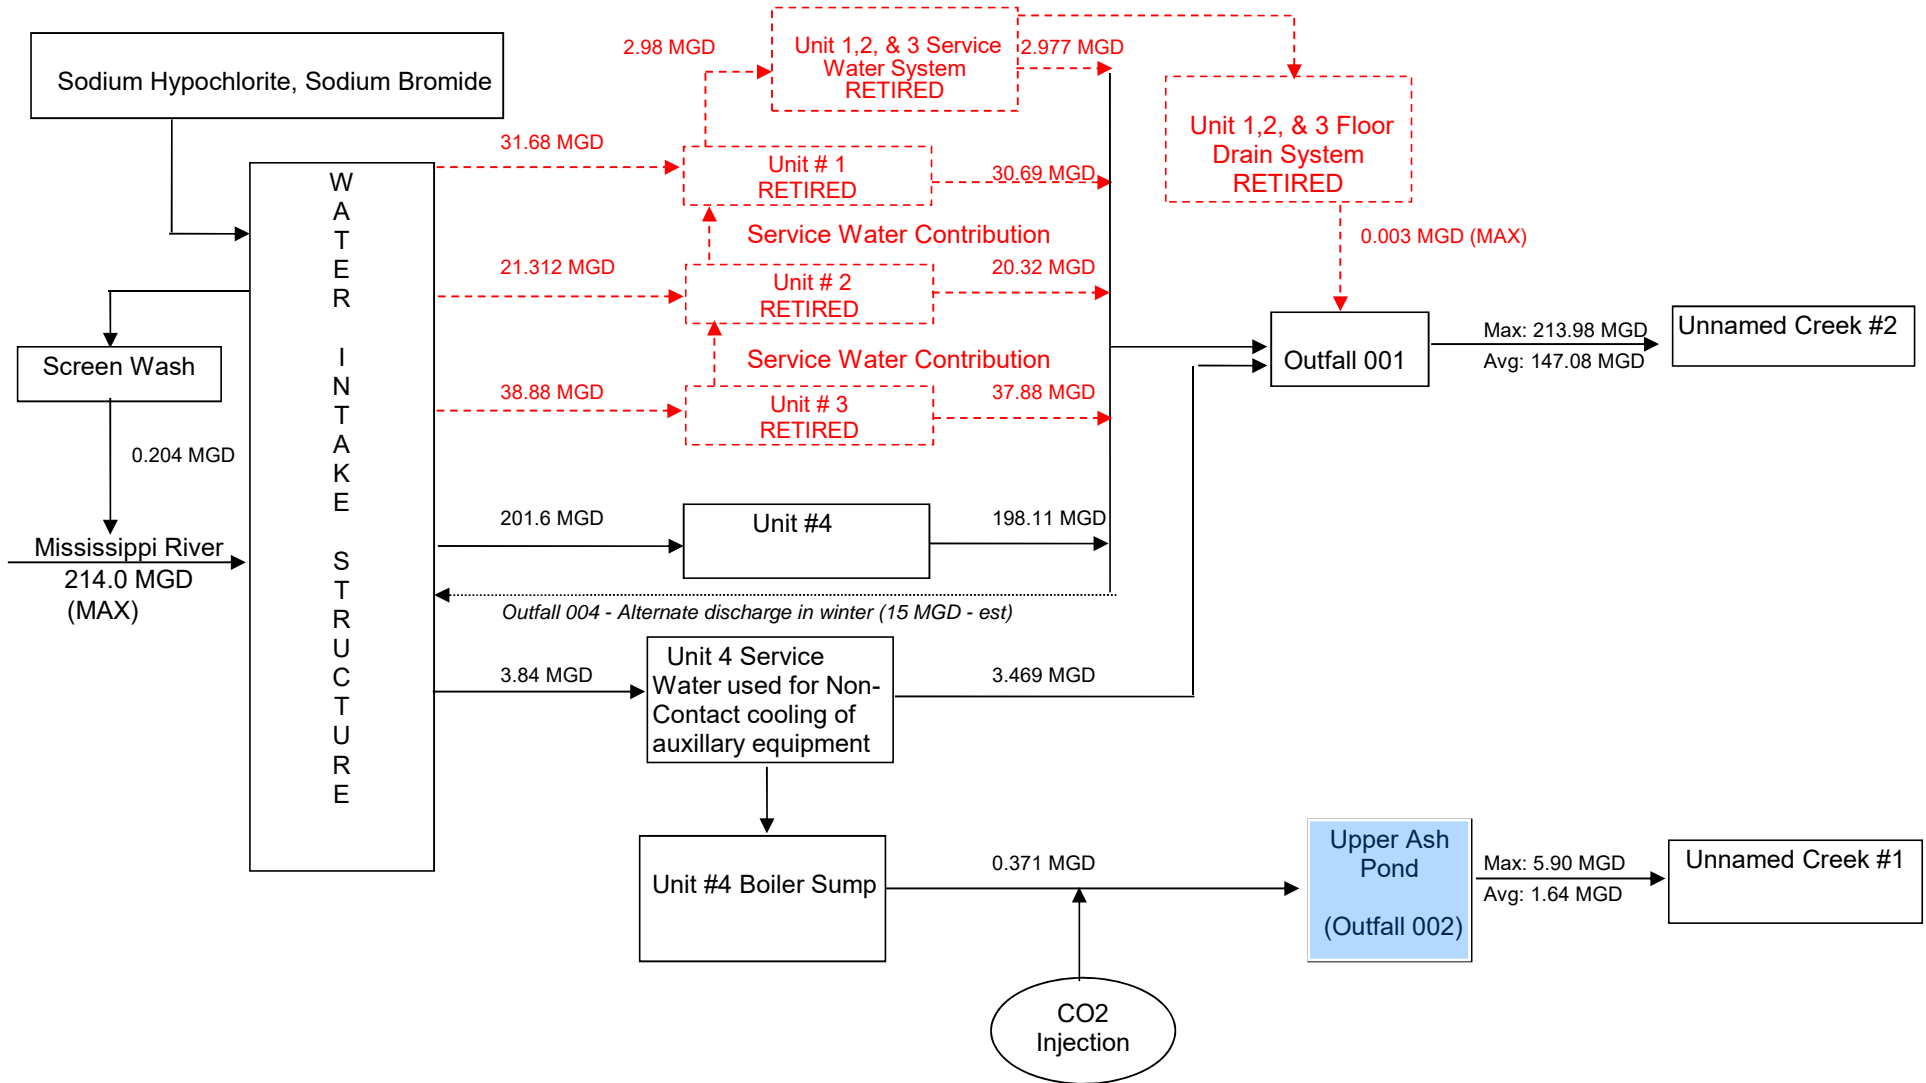 2.98 MGD
Unit 1,2, & 3 Service
Water System
RETIRED
2.977 MGD
Sodium Hypochlorite, Sodium Bromide
Unit 1,2, & 3 Floor
Drain System
RETIRED
31.68 MGD
Unit # 1
RETIRED
30.69 MGD
W
A
T
E
R
I
N
T
A
K
E
S
T
R
U
C
T
U
R
E
Service Water Contribution
0.003 MGD (MAX)
21.312 MGD
Unit # 2
RETIRED
20.32 MGD
Service Water Contribution
Screen Wash
Outfall 001
Max: 213.98 MGD
Avg: 147.08 MGD
Unnamed Creek #2
38.88 MGD
Unit # 3
RETIRED
37.88 MGD
0.204 MGD
201.6 MGD
Unit #4
198.11 MGD
Mississippi River
214.0 MGD
(MAX)
Outfall 004 - Alternate discharge in winter (15 MGD - est)
3.84 MGD
Unit 4 Service
Water used for Non-
Contact cooling of
auxillary equipment
3.469 MGD
Unit #4 Boiler Sump
0.371 MGD
Upper Ash
Pond
(Outfall 002)
Max: 5.90 MGD
Avg: 1.64 MGD
Unnamed Creek #1
CO2
Injection